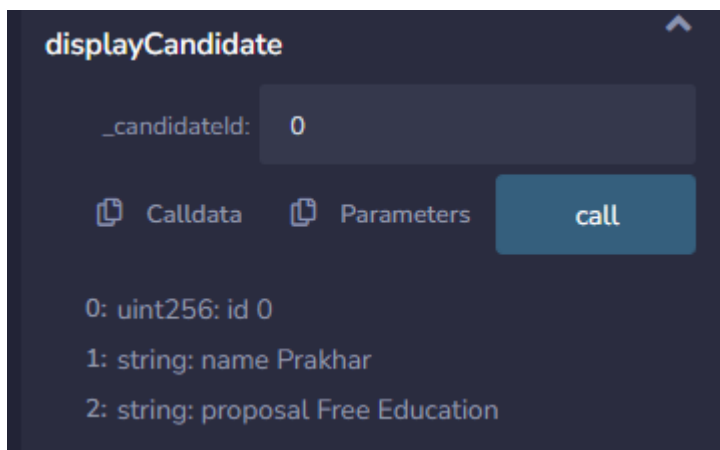 displayCandidate
_candidateId: 0
Calldata Parameters call
0: uint256: id 0
1: string: name Prakhar
2: string: proposal Free Education